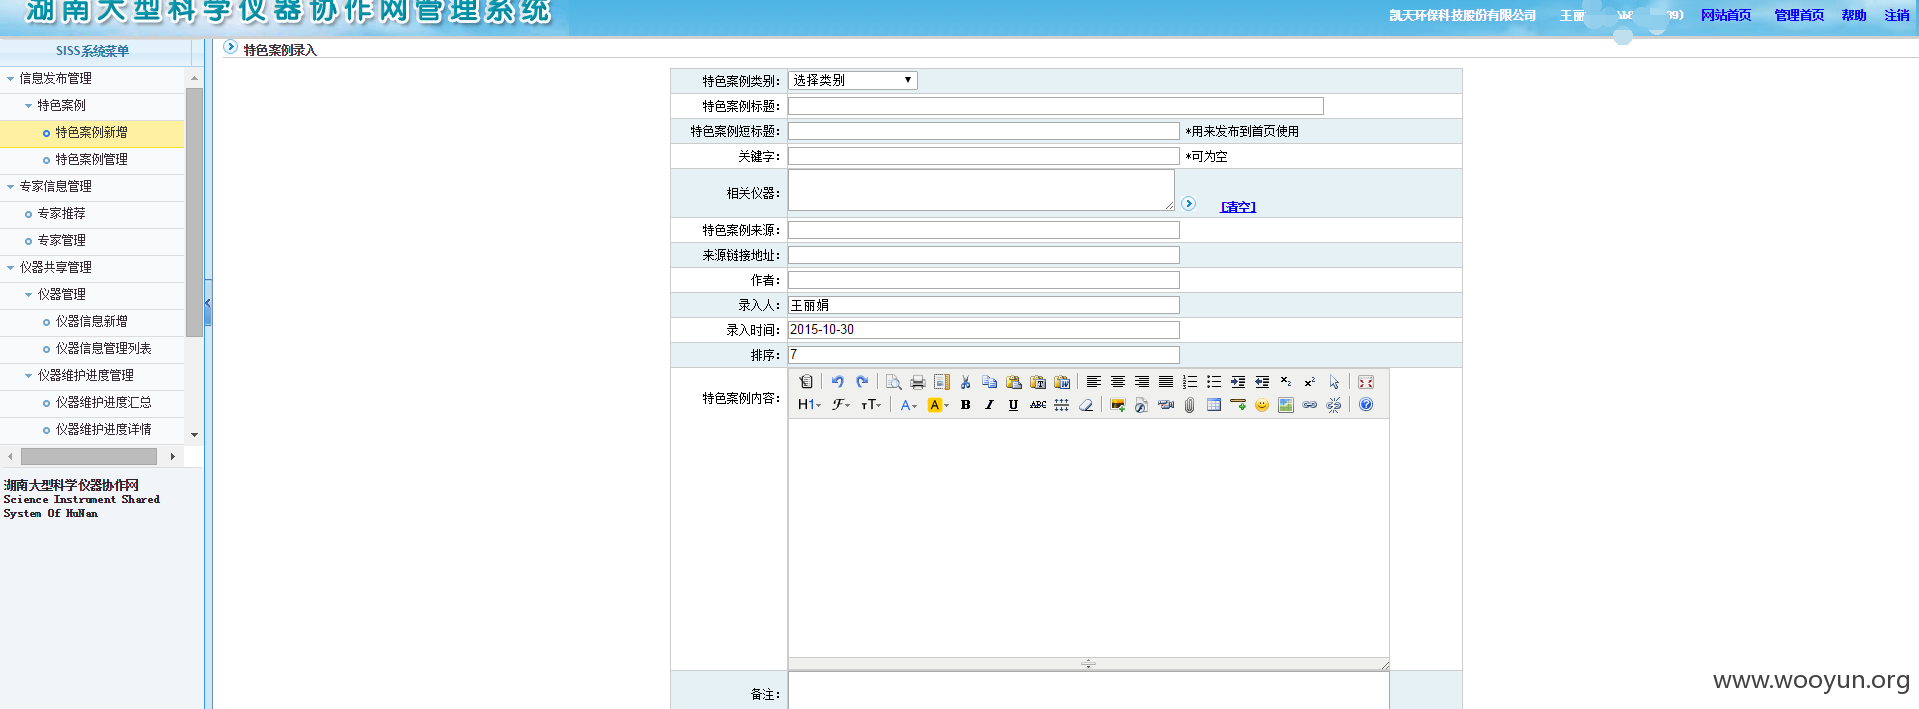 湖南大型科学仪器协作网管理系统
凯天环保科技股份有限公司 王丽 网站首页 管理首页 帮助 注销
SISS系统菜单
信息发布管理
特色案例
特色案例新增
特色案例管理
专家信息管理
专家推荐
专家管理
仪器共享管理
仪器管理
仪器信息新增
仪器信息管理列表
仪器维护进度管理
仪器维护进度汇总
仪器维护进度详情
湖南大型科学仪器协作网
Science Instrument Shared
System Of HuNan
特色案例录入
特色案例类别: 选择类别
特色案例标题:
特色案例短标题: *用来发布到首页使用
关键字: *可为空
相关仪器: [清空]
特色案例来源:
来源链接地址:
作者:
录入人: 王丽娟
录入时间: 2015-10-30
排序: 7
特色案例内容:
备注:
www.wooyun.org